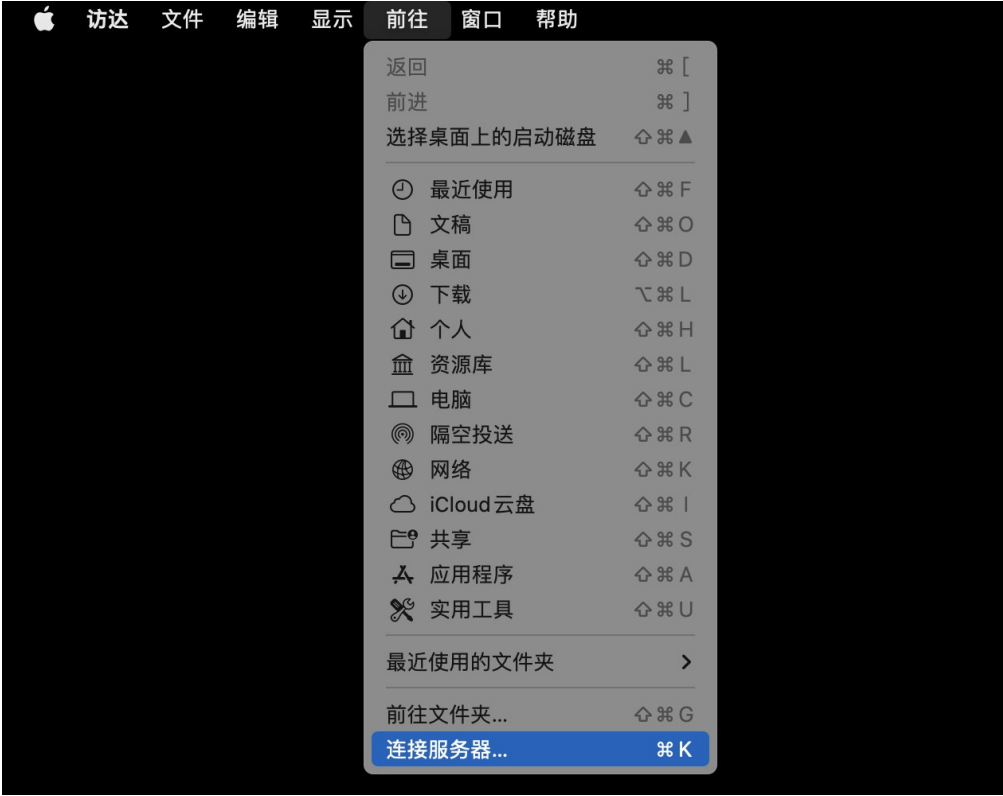 访达 文件 编辑 显示 前往 窗口 帮助
返回 ⌘ [
前进 ⌘ ]
选择桌面上的启动磁盘 ⇧⌘▲
最近使用 ⇧⌘F
文稿 ⇧⌘O
桌面 ⇧⌘D
下载 ⌥⌘L
个人 ⇧⌘H
资源库 ⇧⌘L
电脑 ⇧⌘C
隔空投送 ⇧⌘R
网络 ⇧⌘K
iCloud云盘 ⇧⌘I
共享 ⇧⌘S
应用程序 ⇧⌘A
实用工具 ⇧⌘U
最近使用的文件夹
前往文件夹... ⇧⌘G
连接服务器... ⌘K